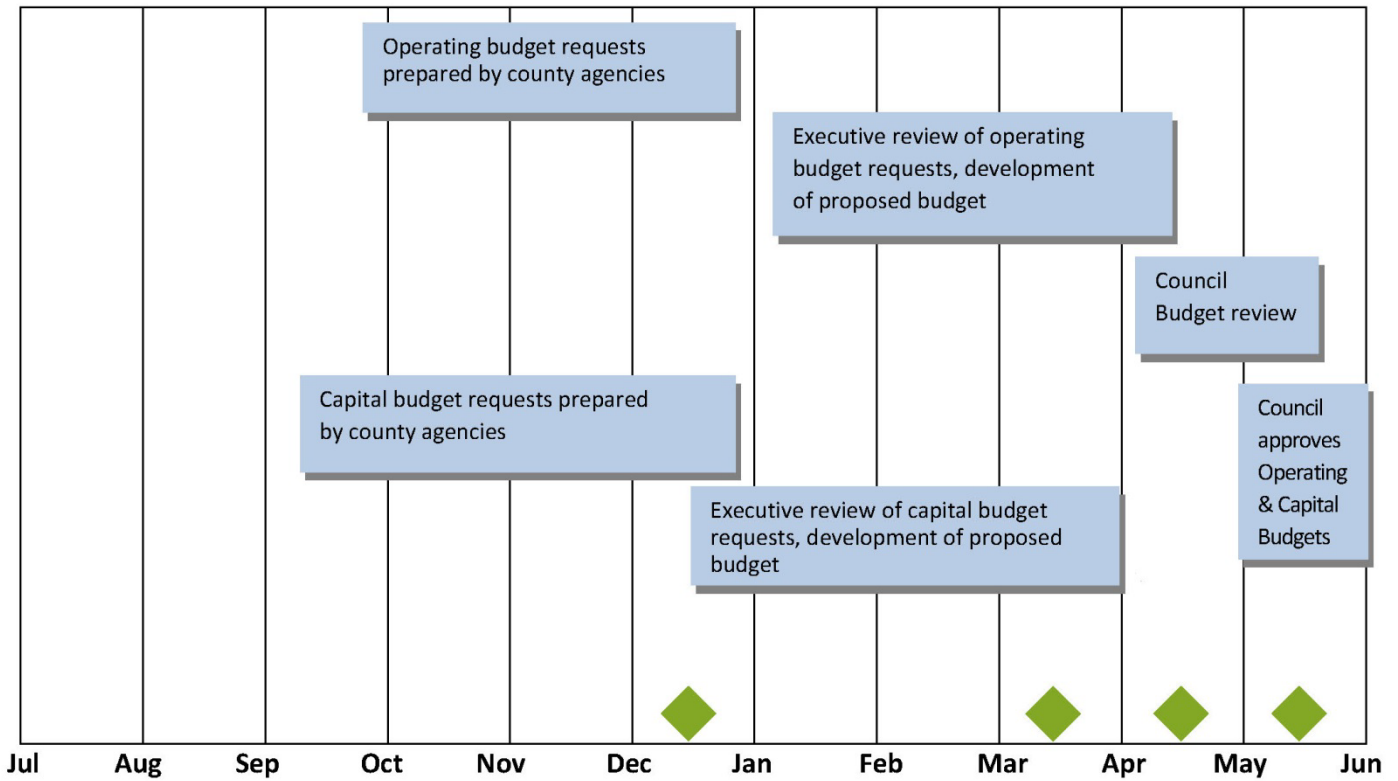 Operating budget requests
prepared by county agencies
Executive review of operating
budget requests, development
of proposed budget
Council
Budget review
Capital budget requests prepared
by county agencies
Council
approves
Operating
& Capital
Budgets
Executive review of capital budget
requests, development of proposed
budget
Jul Aug Sep Oct Nov Dec Jan Feb Mar Apr May Jun